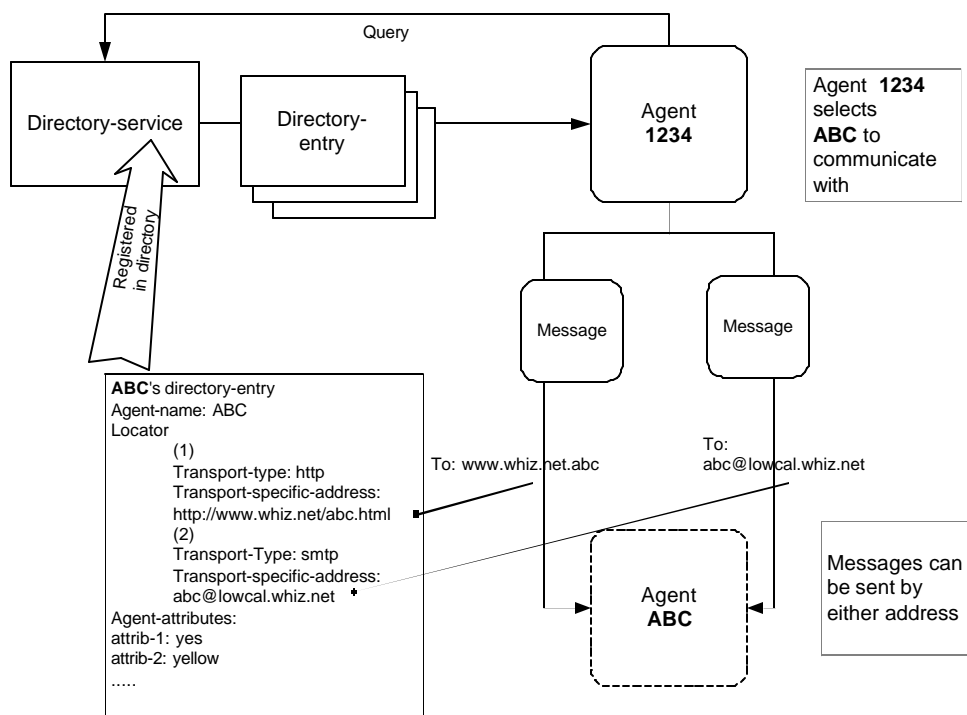 Query
Directory-service
Directory-
entry
Agent
1234
Agent 1234
selects
ABC to
communicate
with
Registered
in directory
Message
Message
ABC's directory-entry
Agent-name: ABC
Locator
(1)
Transport-type: http
Transport-specific-address:
http://www.whiz.net/abc.html
(2)
Transport-Type: smtp
Transport-specific-address:
abc@lowcal.whiz.net
Agent-attributes:
attrib-1: yes
attrib-2: yellow
.....
To: www.whiz.net.abc
To:
abc@lowcal.whiz.net
Agent
ABC
Messages can
be sent by
either address